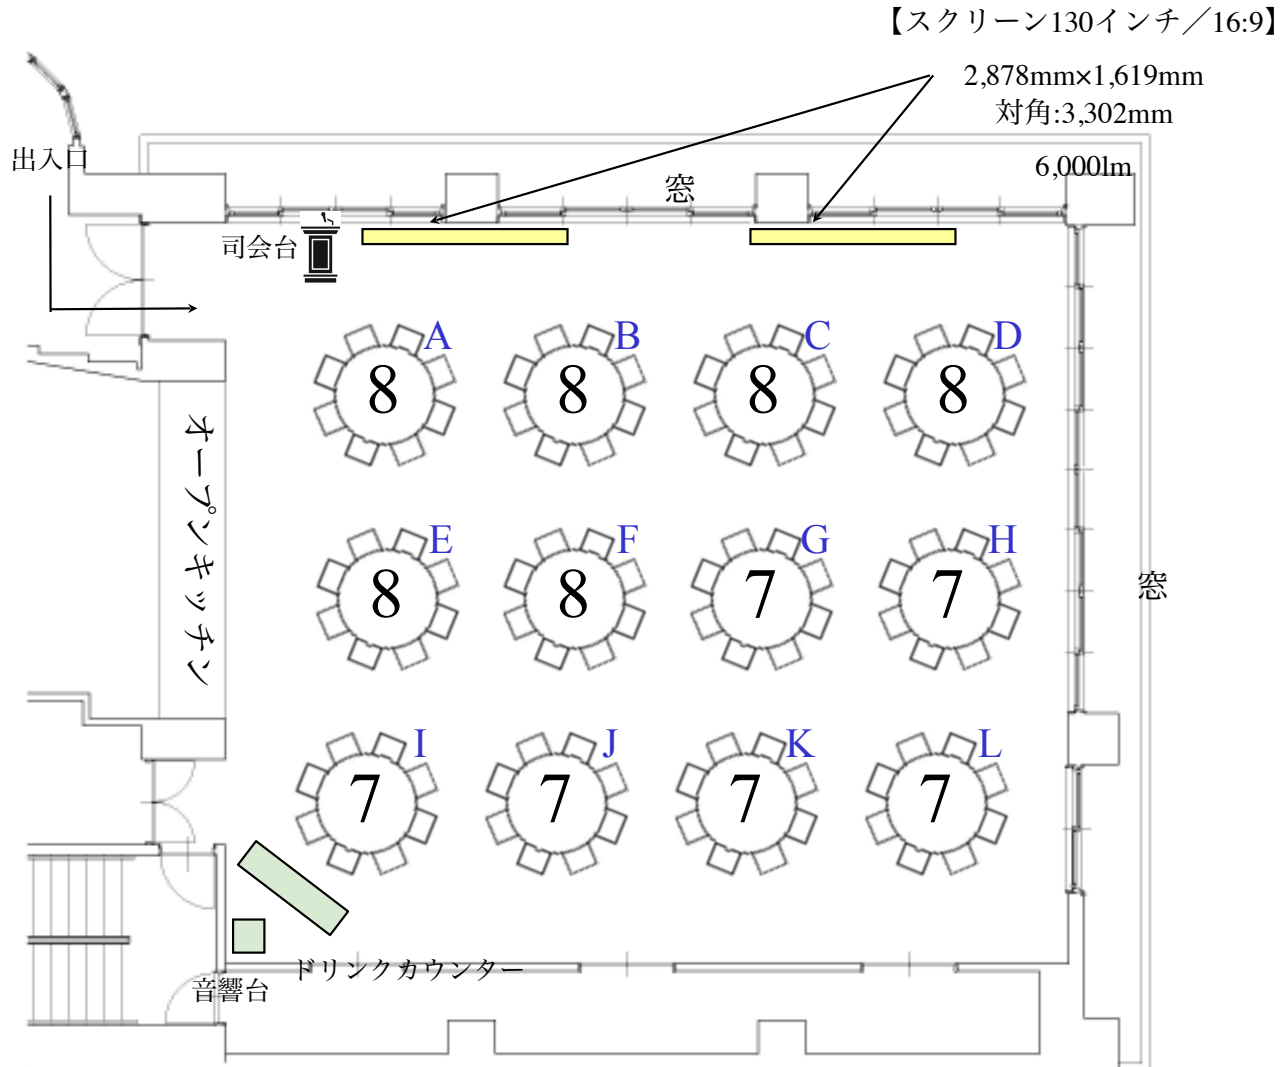 【スクリーン130インチ／16:9】
2,878mm×1,619mm
対角:3,302mm
6,000lm
出入口
窓
司会台
A
B
C
D
8
8
8
8
オープンキッチン
E
F
G
H
8
8
7
7
窓
I
J
K
L
7
7
7
7
ドリンクカウンター
音響台